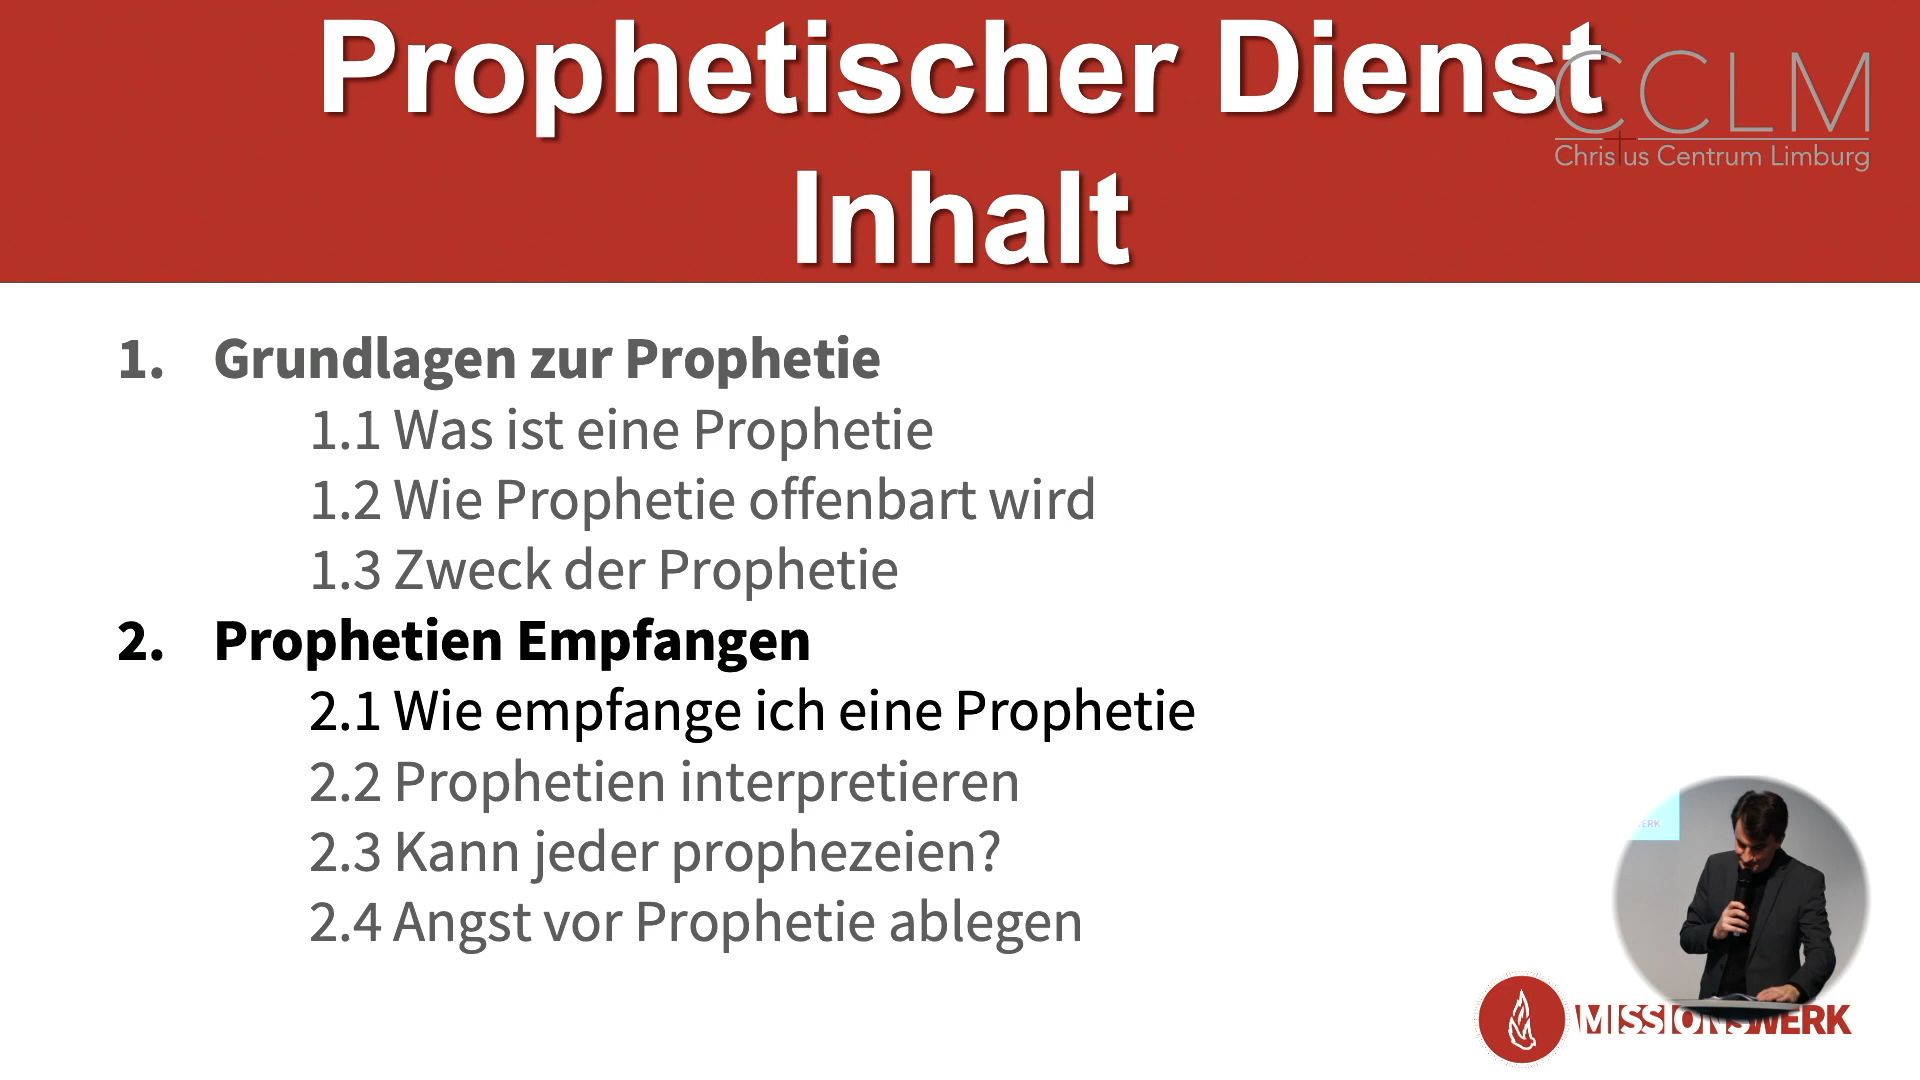 Prophetischer Dienst
Inhalt
CCLM
Christus Centrum Limburg
1. Grundlagen zur Prophetie
1.1 Was ist eine Prophetie
1.2 Wie Prophetie offenbart wird
1.3 Zweck der Prophetie
2. Prophetien Empfangen
2.1 Wie empfange ich eine Prophetie
2.2 Prophetien interpretieren
2.3 Kann jeder prophezeien?
2.4 Angst vor Prophetie ablegen
ERK
MISSIONSWERK